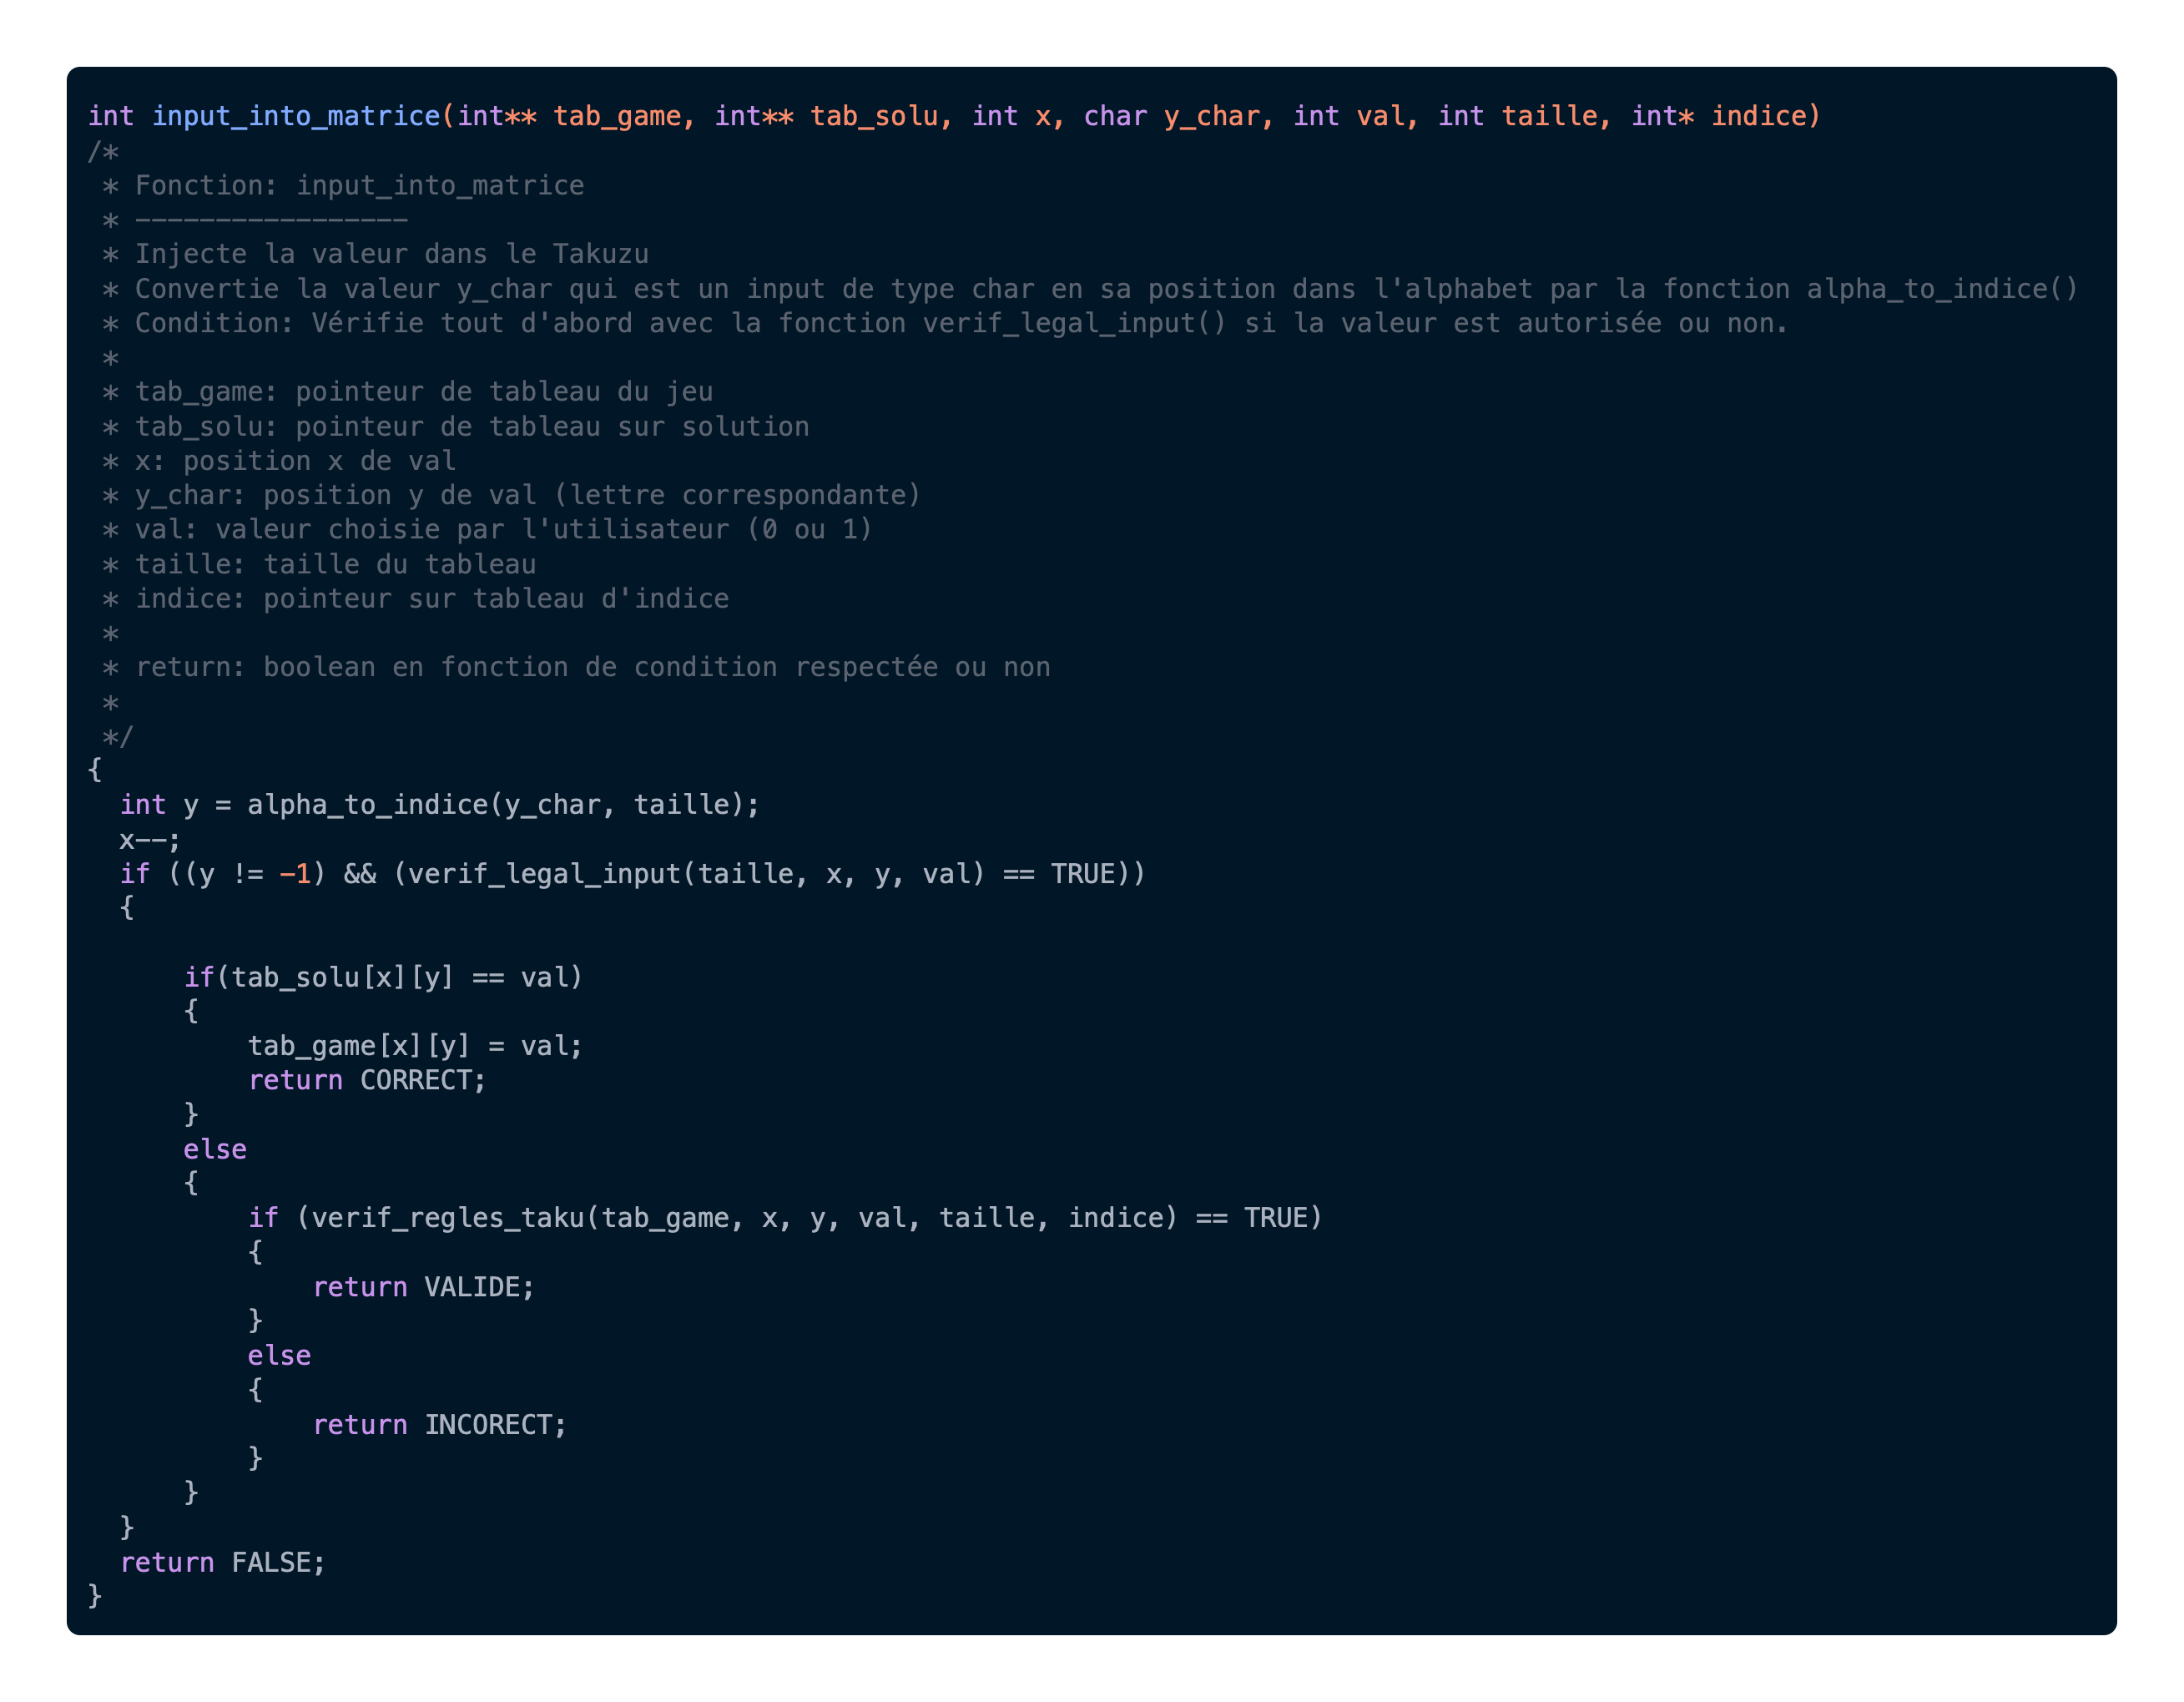 int input_into_matrice(int** tab_game, int** tab_solu, int x, char y_char, int val, int taille, int* indice)
/*
 * Fonction: input_into_matrice
 * -----------------
 * Injecte la valeur dans le Takuzu
 * Convertie la valeur y_char qui est un input de type char en sa position dans l'alphabet par la fonction alpha_to_indice()
 * Condition: Vérifie tout d'abord avec la fonction verif_legal_input() si la valeur est autorisée ou non.
 *
 * tab_game: pointeur de tableau du jeu
 * tab_solu: pointeur de tableau sur solution
 * x: position x de val
 * y_char: position y de val (lettre correspondante)
 * val: valeur choisie par l'utilisateur (0 ou 1)
 * taille: taille du tableau
 * indice: pointeur sur tableau d'indice
 *
 * return: boolean en fonction de condition respectée ou non
 *
 */
{
  int y = alpha_to_indice(y_char, taille);
  x--;
  if ((y != -1) && (verif_legal_input(taille, x, y, val) == TRUE))
  {

      if(tab_solu[x][y] == val)
      {
          tab_game[x][y] = val;
          return CORRECT;
      }
      else
      {
          if (verif_regles_taku(tab_game, x, y, val, taille, indice) == TRUE)
          {
              return VALIDE;
          }
          else
          {
              return INCORECT;
          }
      }
  }
  return FALSE;
}